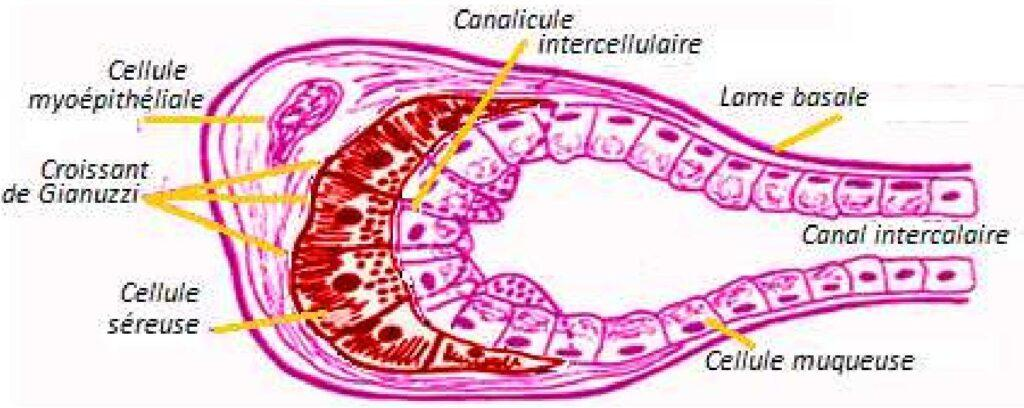 Canalicule
intercellulaire
Cellule
myoépithéliale
Lame basale
Croissant
de Gianuzzi
Canal intercalaire
Cellule
séreuse
Cellule muqueuse